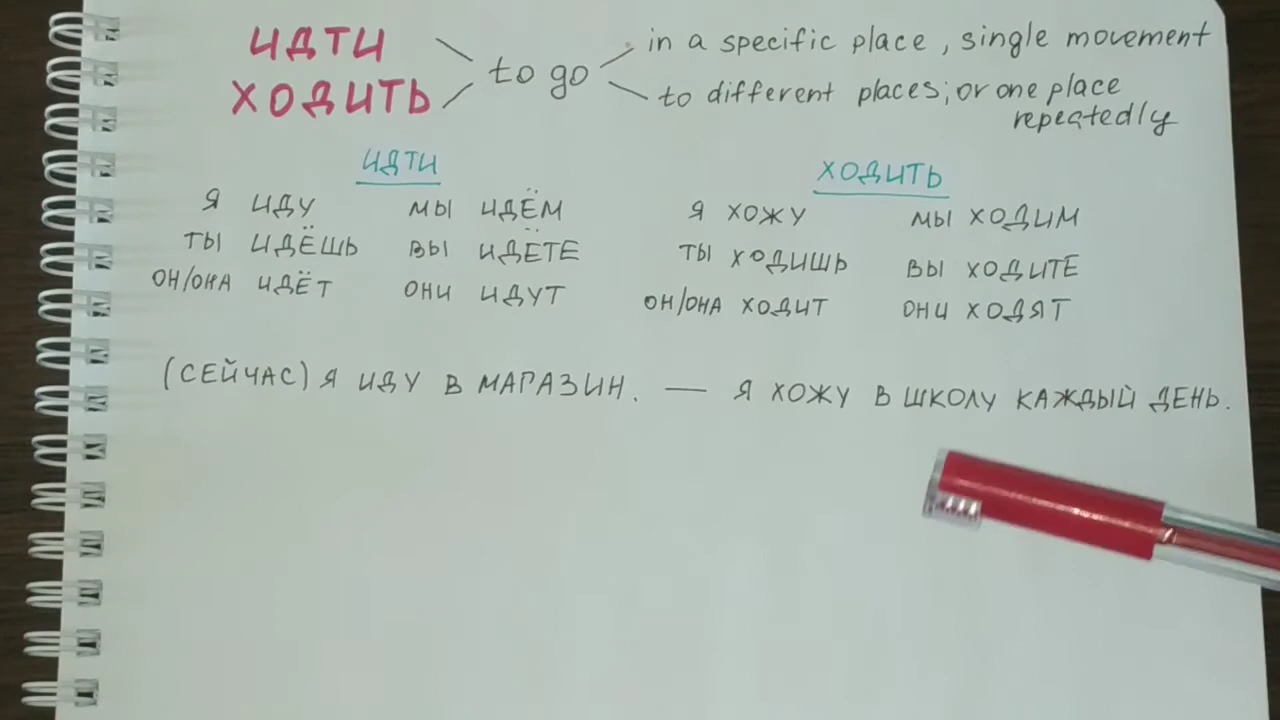 ИДТИ
ХОДИТЬ
to go
in a specific place, single movement
to different places; or one place
repeatedly
ИДТИ
Я ИДУ МЫ ИДЁМ
ТЫ ИДЁШЬ ВЫ ИДЁТЕ
ОН/ОНА ИДЁТ ОНИ ИДУТ
ХОДИТЬ
Я ХОЖУ МЫ ХОДИМ
ТЫ ХОДИШЬ ВЫ ХОДИТЕ
ОН/ОНА ХОДИТ ОНИ ХОДЯТ
(СЕЙЧАС) Я ИДУ В МАГАЗИН. — Я ХОЖУ В ШКОЛУ КАЖДЫЙ ДЕНЬ.